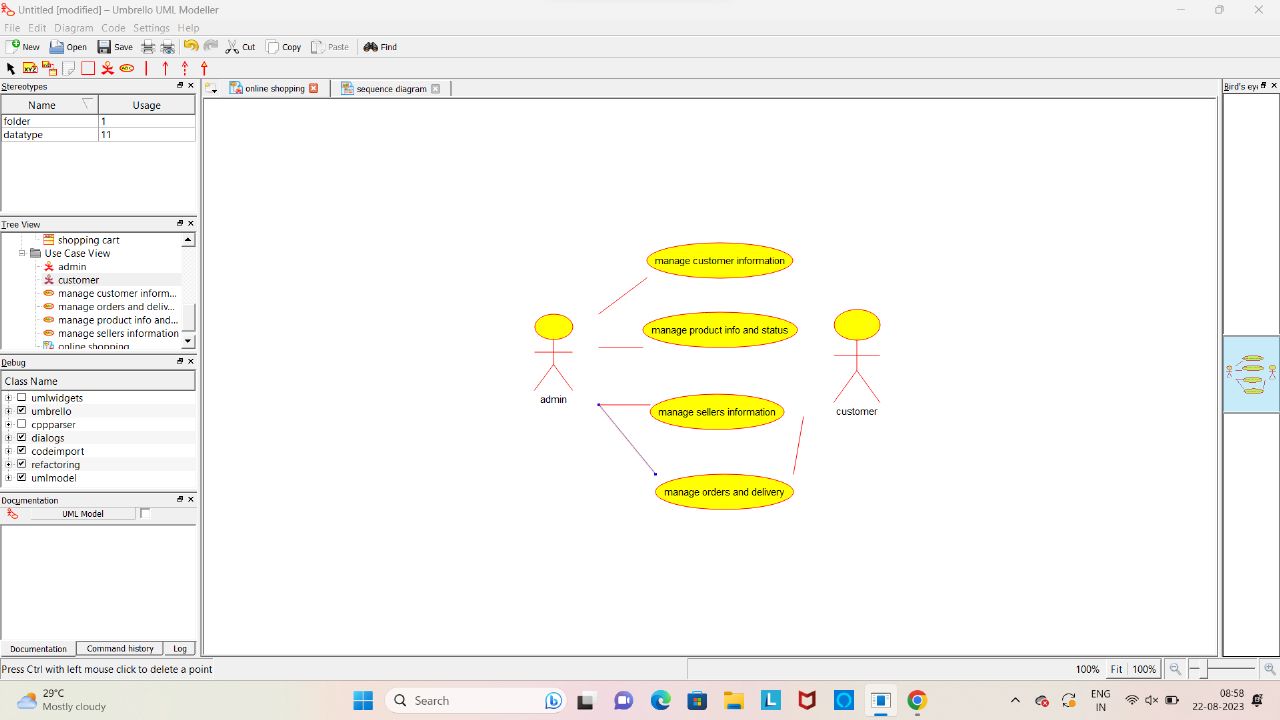 Untitled [modified] – Umbrello UML Modeller
File Edit Diagram Code Settings Help
New Open Save Cut Copy Paste Find
Stereotypes
Name Usage
folder 1
datatype 11
Tree View
shopping cart
Use Case View
admin
customer
manage customer inform...
manage orders and deliv...
manage product info and...
manage sellers information
online shopping
Debug
Class Name
umlwidgets
umbrello
cppparser
dialogs
codeimport
refactoring
umlmodel
Documentation
UML Model
Documentation Command history Log
Press Ctrl with left mouse click to delete a point
online shopping sequence diagram
manage customer information
manage product info and status
admin
manage sellers information
customer
manage orders and delivery
Bird's ey
100% Fit 100%
29°C
Mostly cloudy
Search
ENG
IN
08:58
22-08-2023